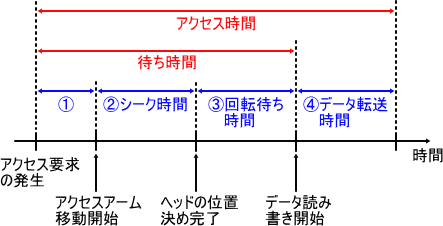 アクセス時間
待ち時間
①
②シーク時間
③回転待ち
時間
④データ転送
時間
時間
アクセス要求
の発生
アクセスアーム
移動開始
ヘッドの位置
決め完了
データ読み
書き開始